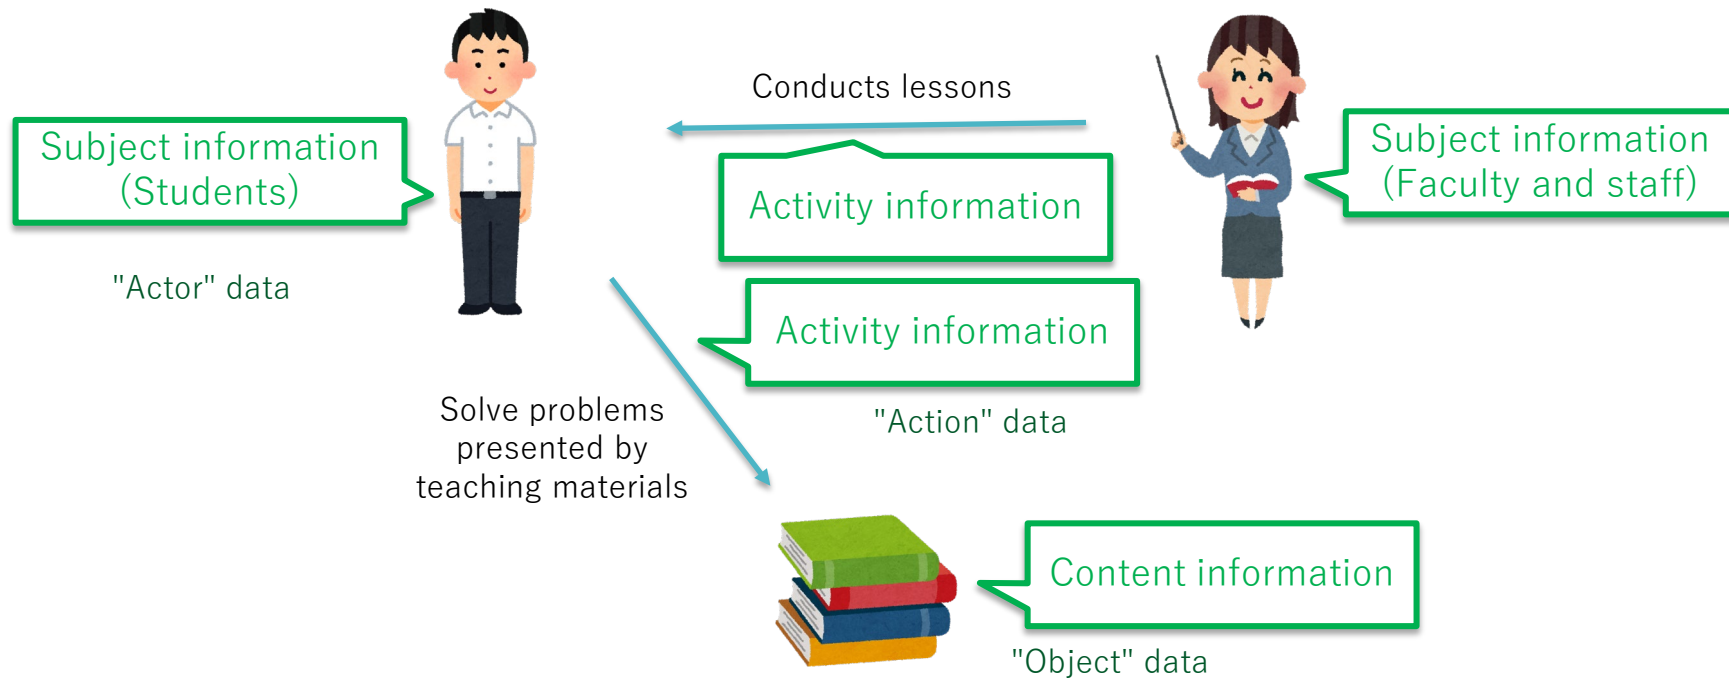 Conducts lessons
Subject information
(Students)
"Actor" data
Activity information
Subject information
(Faculty and staff)
Activity information
"Action" data
Solve problems
presented by
teaching materials
Content information
"Object" data